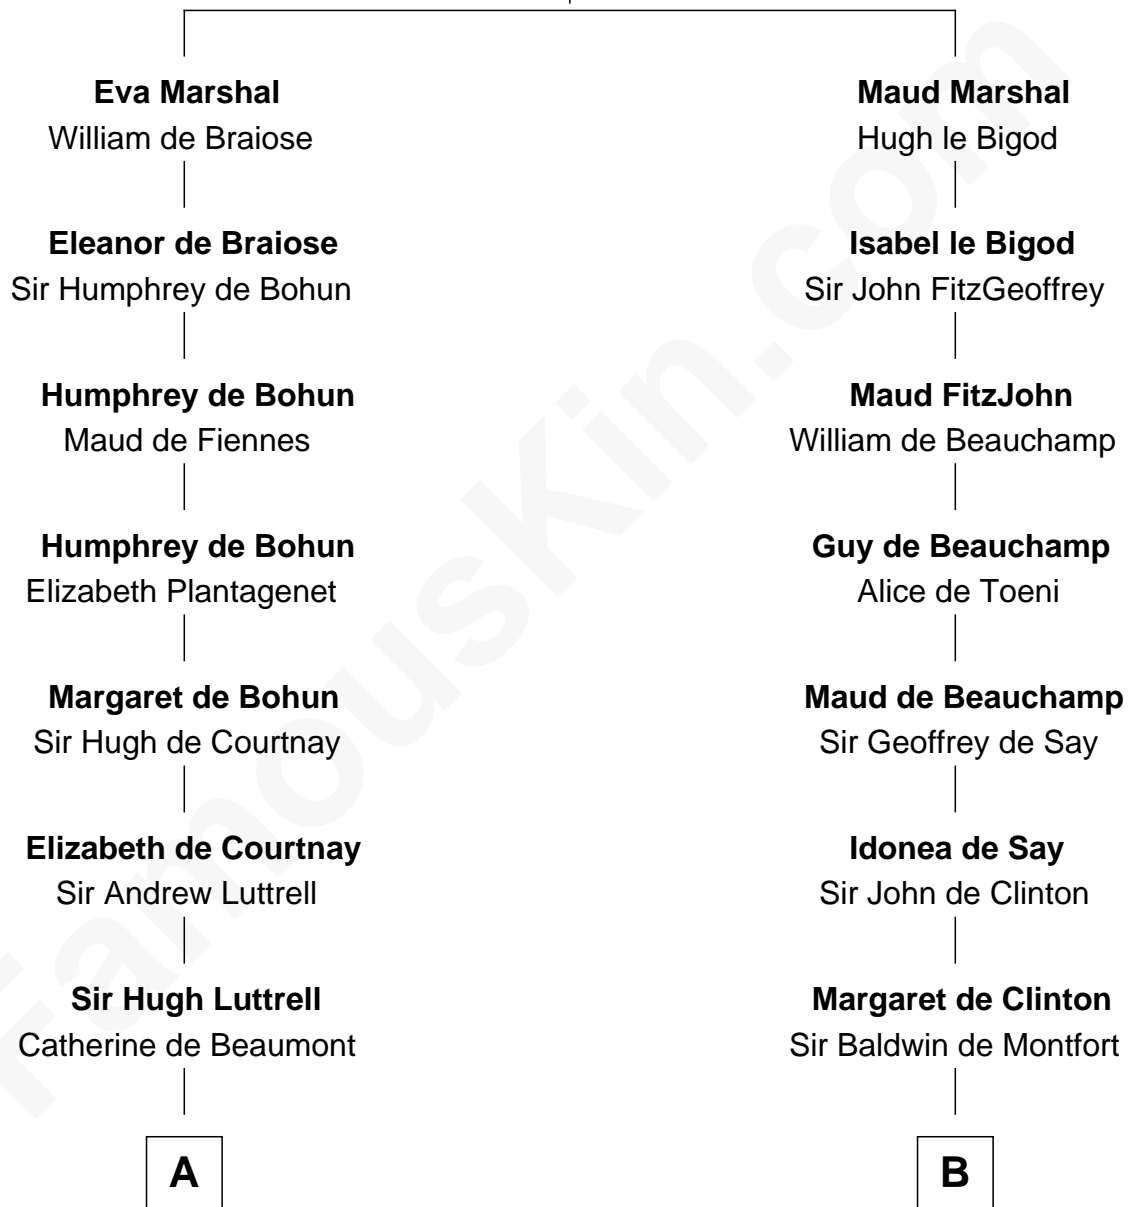 Eva Marshal
William de Braiose
Eleanor de Braiose
Sir Humphrey de Bohun
Humphrey de Bohun
Maud de Fiennes
Humphrey de Bohun
Elizabeth Plantagenet
Margaret de Bohun
Sir Hugh de Courtnay
Elizabeth de Courtnay
Sir Andrew Luttrell
Sir Hugh Luttrell
Catherine de Beaumont
A
Maud Marshal
Hugh le Bigod
Isabel le Bigod
Sir John FitzGeoffrey
Maud FitzJohn
William de Beauchamp
Guy de Beauchamp
Alice de Toeni
Maud de Beauchamp
Sir Geoffrey de Say
Idonea de Say
Sir John de Clinton
Margaret de Clinton
Sir Baldwin de Montfort
B
FamousKin.com